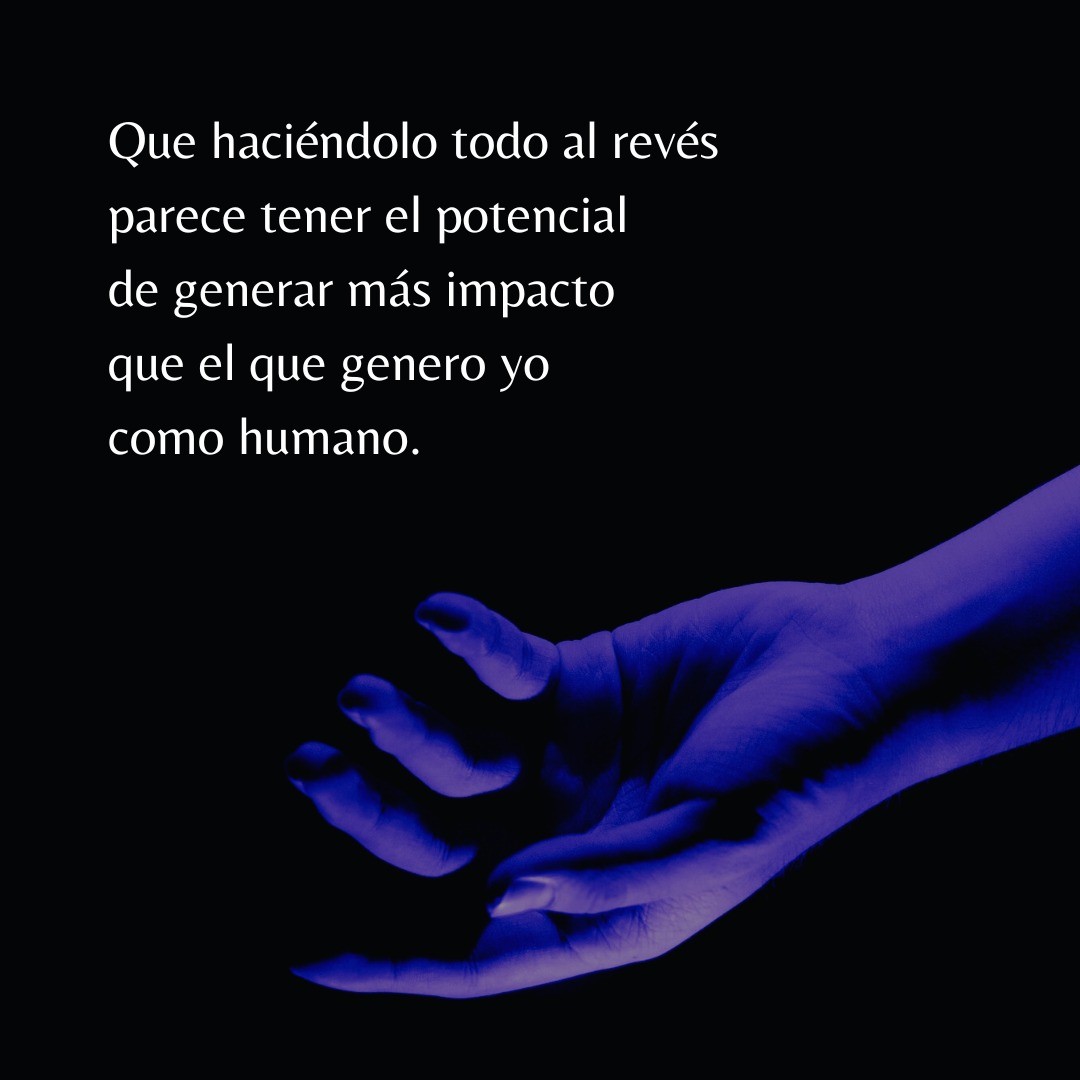 Que haciéndolo todo al revés
parece tener el potencial
de generar más impacto
que el que genero yo
como humano.